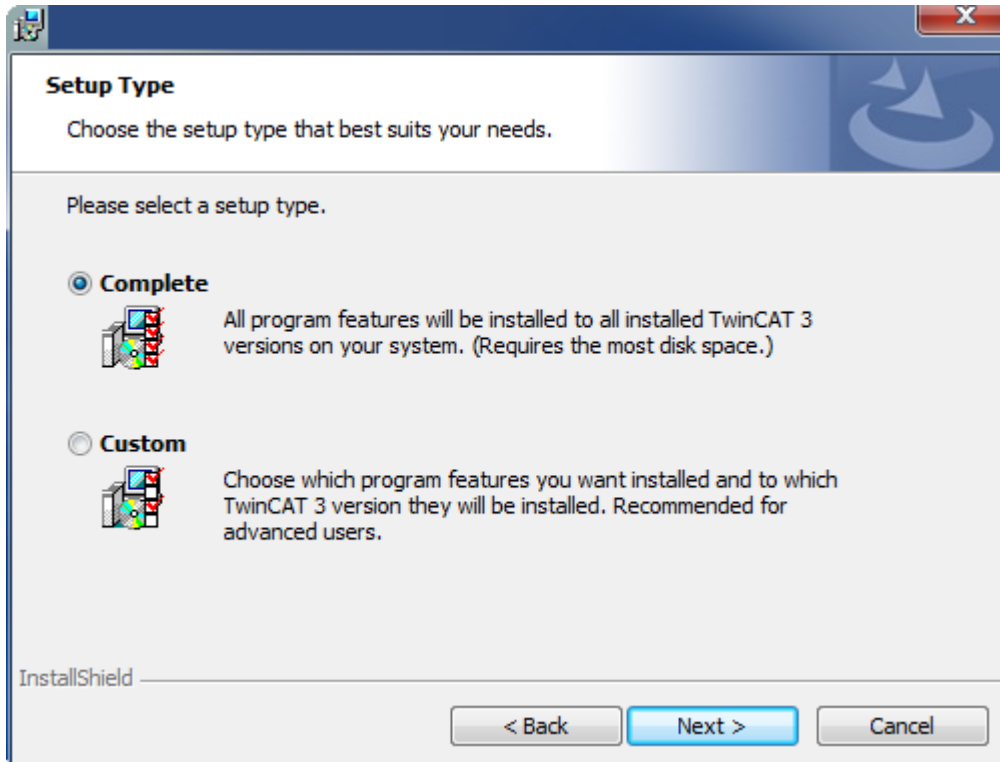 Setup Type
Choose the setup type that best suits your needs.
Please select a setup type.
Complete
All program features will be installed to all installed TwinCAT 3
versions on your system. (Requires the most disk space.)
Custom
Choose which program features you want installed and to which
TwinCAT 3 version they will be installed. Recommended for
advanced users.
InstallShield
< Back
Next >
Cancel